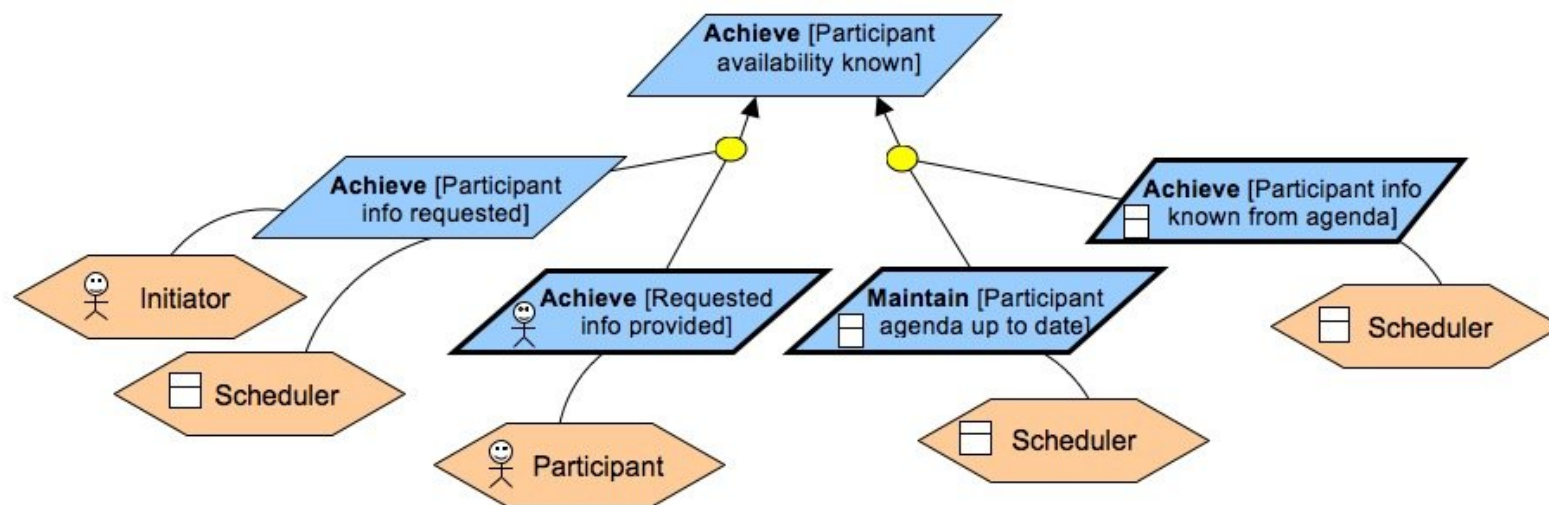 Achieve [Participant
availability known]
Achieve [Participant
info requested]
Achieve [Participant info
known from agenda]
Initiator
Achieve [Requested
info provided]
Maintain [Participant
agenda up to date]
Scheduler
Scheduler
Participant
Scheduler